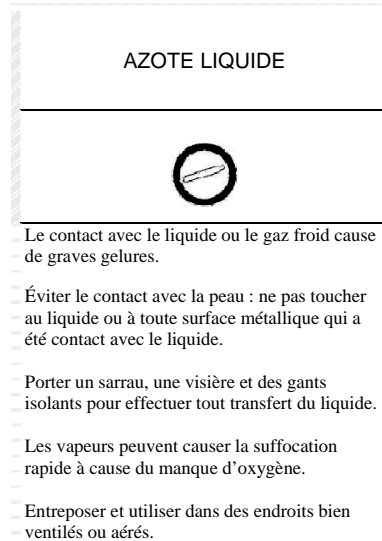 AZOTE LIQUIDE
Le contact avec le liquide ou le gaz froid cause
de graves gelures.
Éviter le contact avec la peau : ne pas toucher
au liquide ou à toute surface métallique qui a
été contact avec le liquide.
Porter un sarrau, une visière et des gants
isolants pour effectuer tout transfert du liquide.
Les vapeurs peuvent causer la suffocation
rapide à cause du manque d'oxygène.
Entreposer et utiliser dans des endroits bien
ventilés ou aérés.